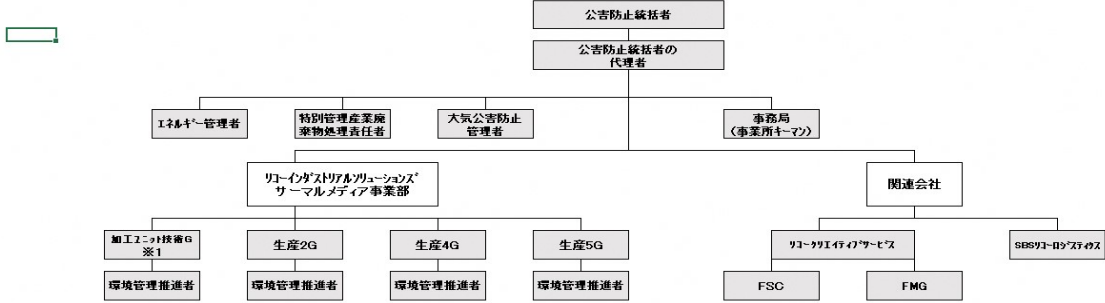 公害防止統括者
公害防止統括者の
代理者
エネルギー管理者
特別管理産業廃
棄物処理責任者
大気公害防止
管理者
事務局
(事業所キーマン)
リコーインダストリアルソリューションズ
サーマルメディア事業部
関連会社
加工ユニット技術G
※1
生産2G
生産4G
生産5G
リコークリエイティブサービス
SBSリコーロジスティクス
環境管理推進者
環境管理推進者
環境管理推進者
環境管理推進者
FSC
FMG